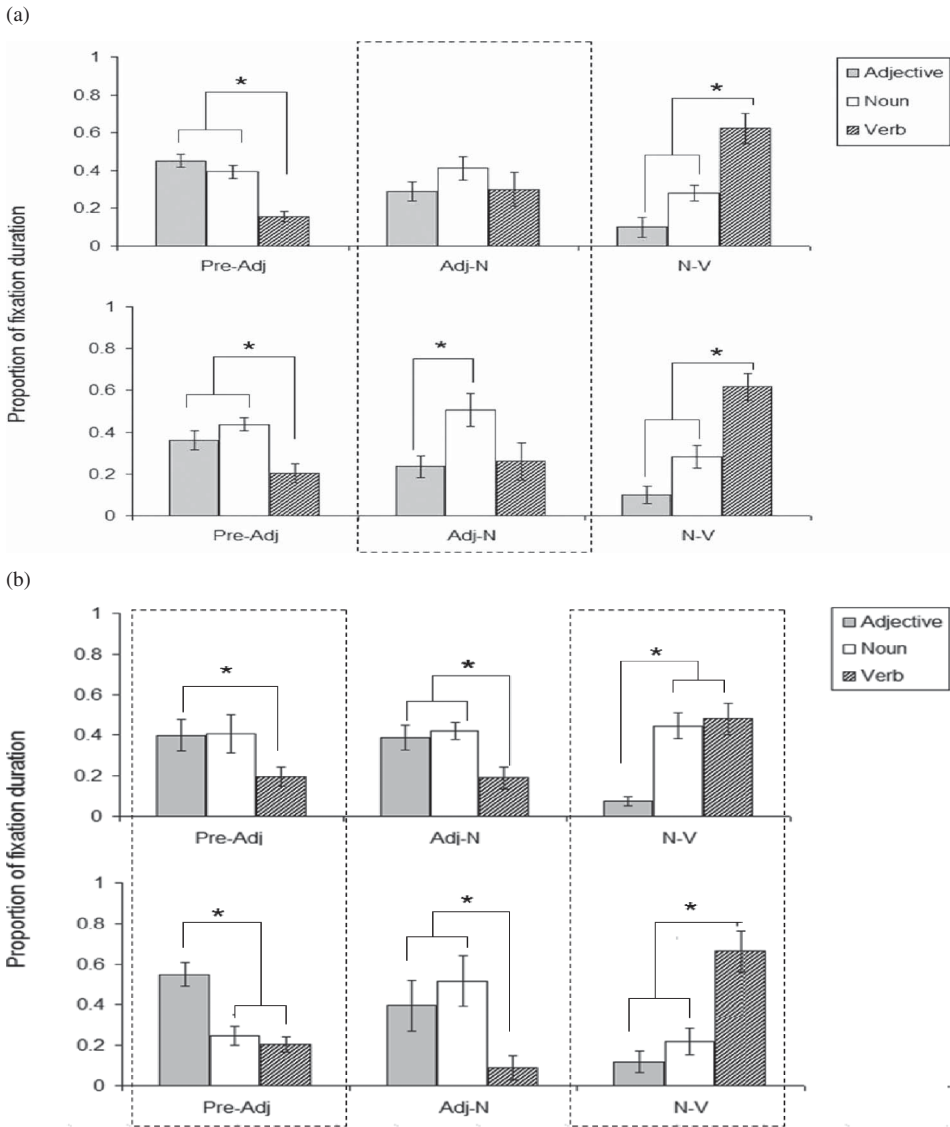 (a)
Proportion of fixation duration
1
0.8
0.6
0.4
0.2
0
*
*
Pre-Adj
Adj-N
N-V
Adjective
Noun
Verb
1
0.8
0.6
0.4
0.2
0
*
*
*
Pre-Adj
Adj-N
N-V
(b)
Proportion of fixation duration
1
0.8
0.6
0.4
0.2
0
*
*
*
Pre-Adj
Adj-N
N-V
Adjective
Noun
Verb
1
0.8
0.6
0.4
0.2
0
*
*
*
Pre-Adj
Adj-N
N-V